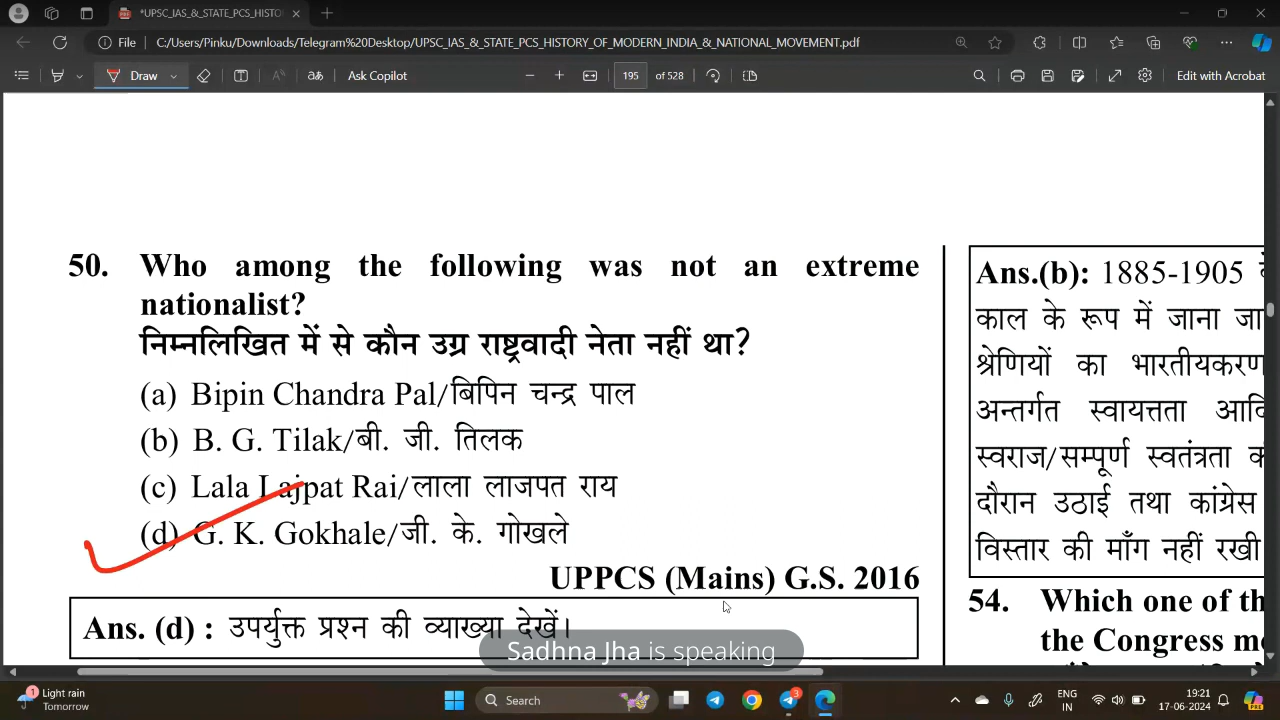 *UPSC_IAS_&_STATE_PCS_HISTO
File
C:/Users/Pinku/Downloads/Telegram%20Desktop/UPSC_IAS_&_STATE_PCS_HISTORY_OF_MODERN_INDIA_&_NATIONAL_MOVEMENT.pdf
Draw
Ask Copilot
195 of 528
Edit with Acrobat
50. Who among the following was not an extreme
nationalist?
निम्नलिखित में से कौन उग्र राष्ट्रवादी नेता नहीं था?
(a) Bipin Chandra Pal/बिपिन चन्द्र पाल
(b) B. G. Tilak/बी. जी. तिलक
(c) Lala Lajpat Rai/लाला लाजपत राय
(d) G. K. Gokhale/जी. के. गोखले
UPPCS (Mains) G.S. 2016
Ans. (d) : उपर्युक्त प्रश्न की व्याख्या देखें।
Ans.(b): 1885-1905
काल के रूप में जाना जा
श्रेणियों का भारतीयकरण
अन्तर्गत स्वायत्तता
स्वराज/सम्पूर्ण स्वतंत्रता
दौरान उठाई तथा कांग्रेस
विस्तार की माँग नहीं रखी
54. Which one of th
the Congress me
Sadhna Jha is speaking
1
Light rain
Tomorrow
Search
3
ENG
IN
19:21
17-06-2024